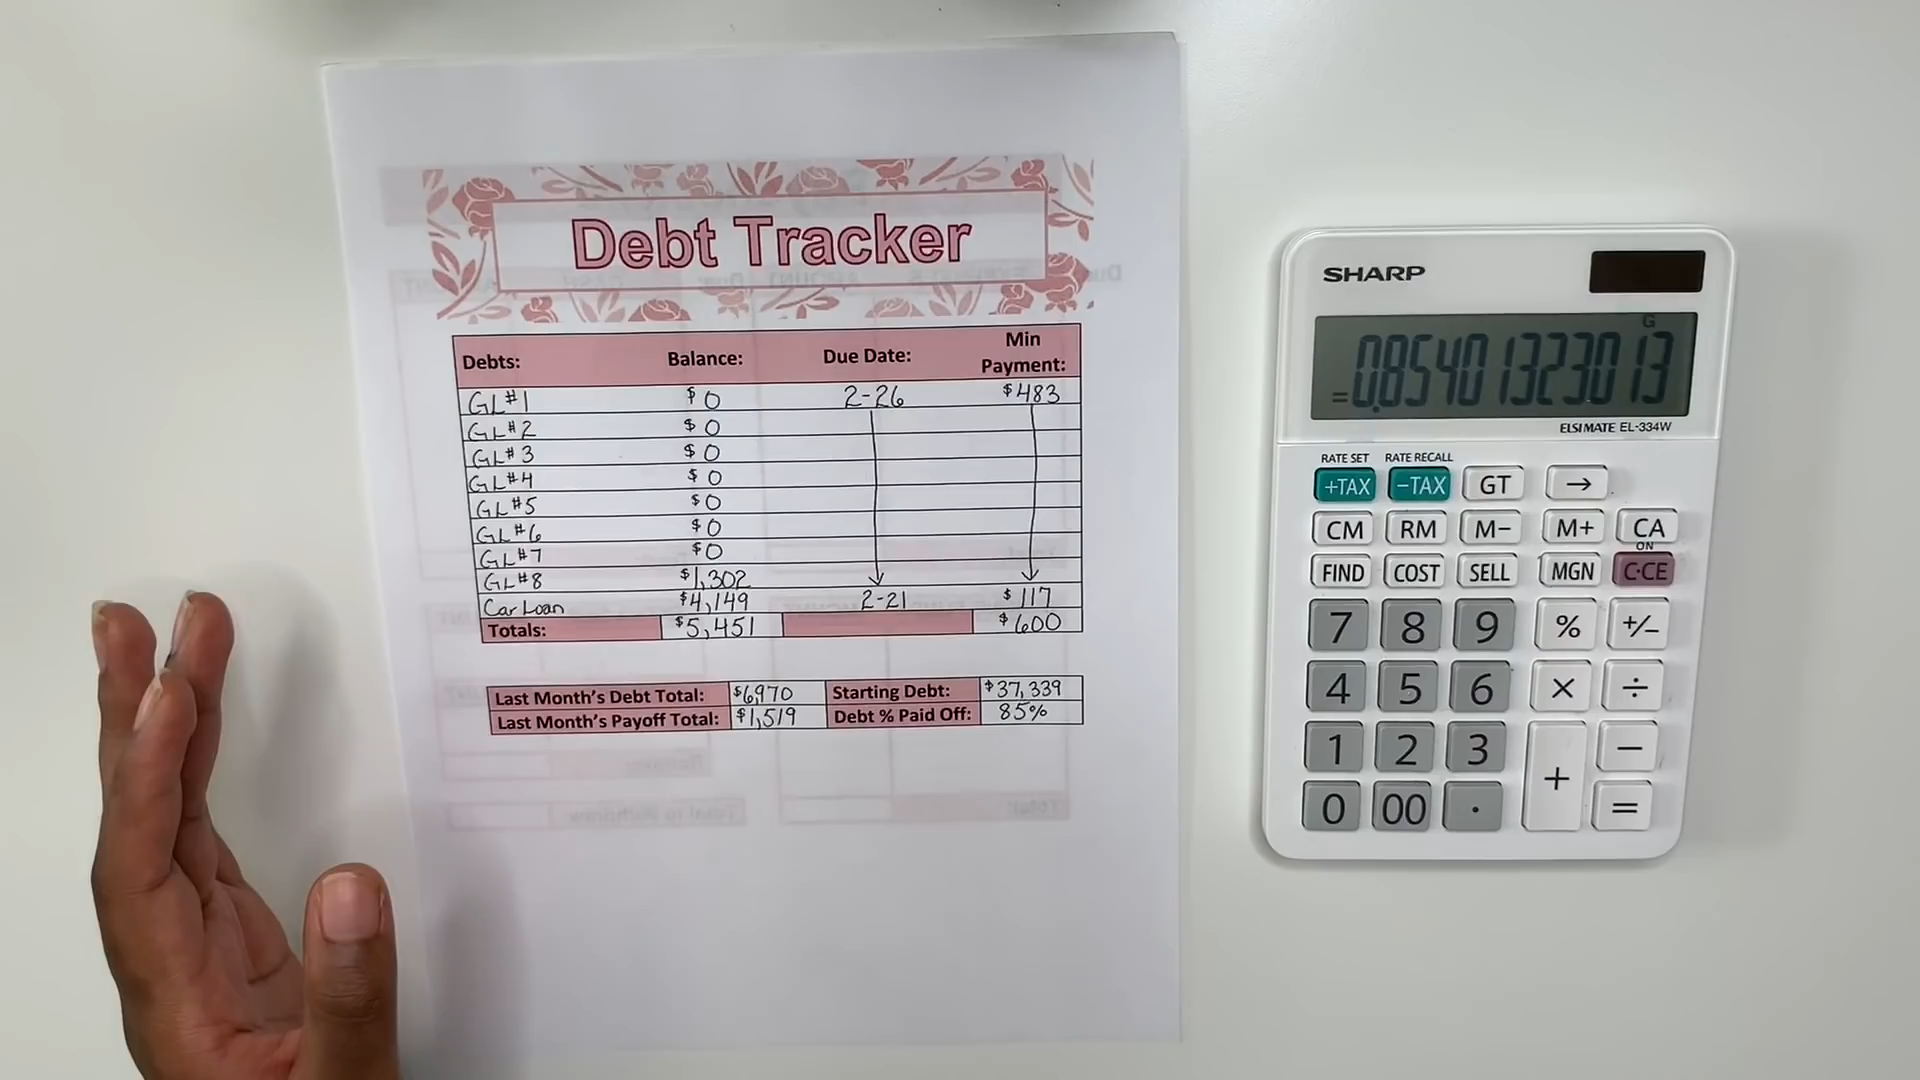 Debt Tracker
Debts: Balance: Due Date: Min Payment:
GL#1 $0 2-26 $483
GL#2 $0
GL#3 $0
GL#4 $0
GL#5 $0
GL#6 $0
GL#7 $0
GL#8 $1,302
Car Loan $4,149 2-21 $117
Totals: $5,451 $600
Last Month's Debt Total: $6970 Starting Debt: $37,339
Last Month's Payoff Total: $1,519 Debt % Paid Off: 85%
SHARP
G
=0.85401323013
ELSIMATE EL-334W
RATE SET RATE RECALL
+TAX -TAX GT →
CM RM M- M+ CA
ON
FIND COST SELL MGN C·CE
7 8 9 % +/-
4 5 6 × ÷
1 2 3 + −
0 00 · =